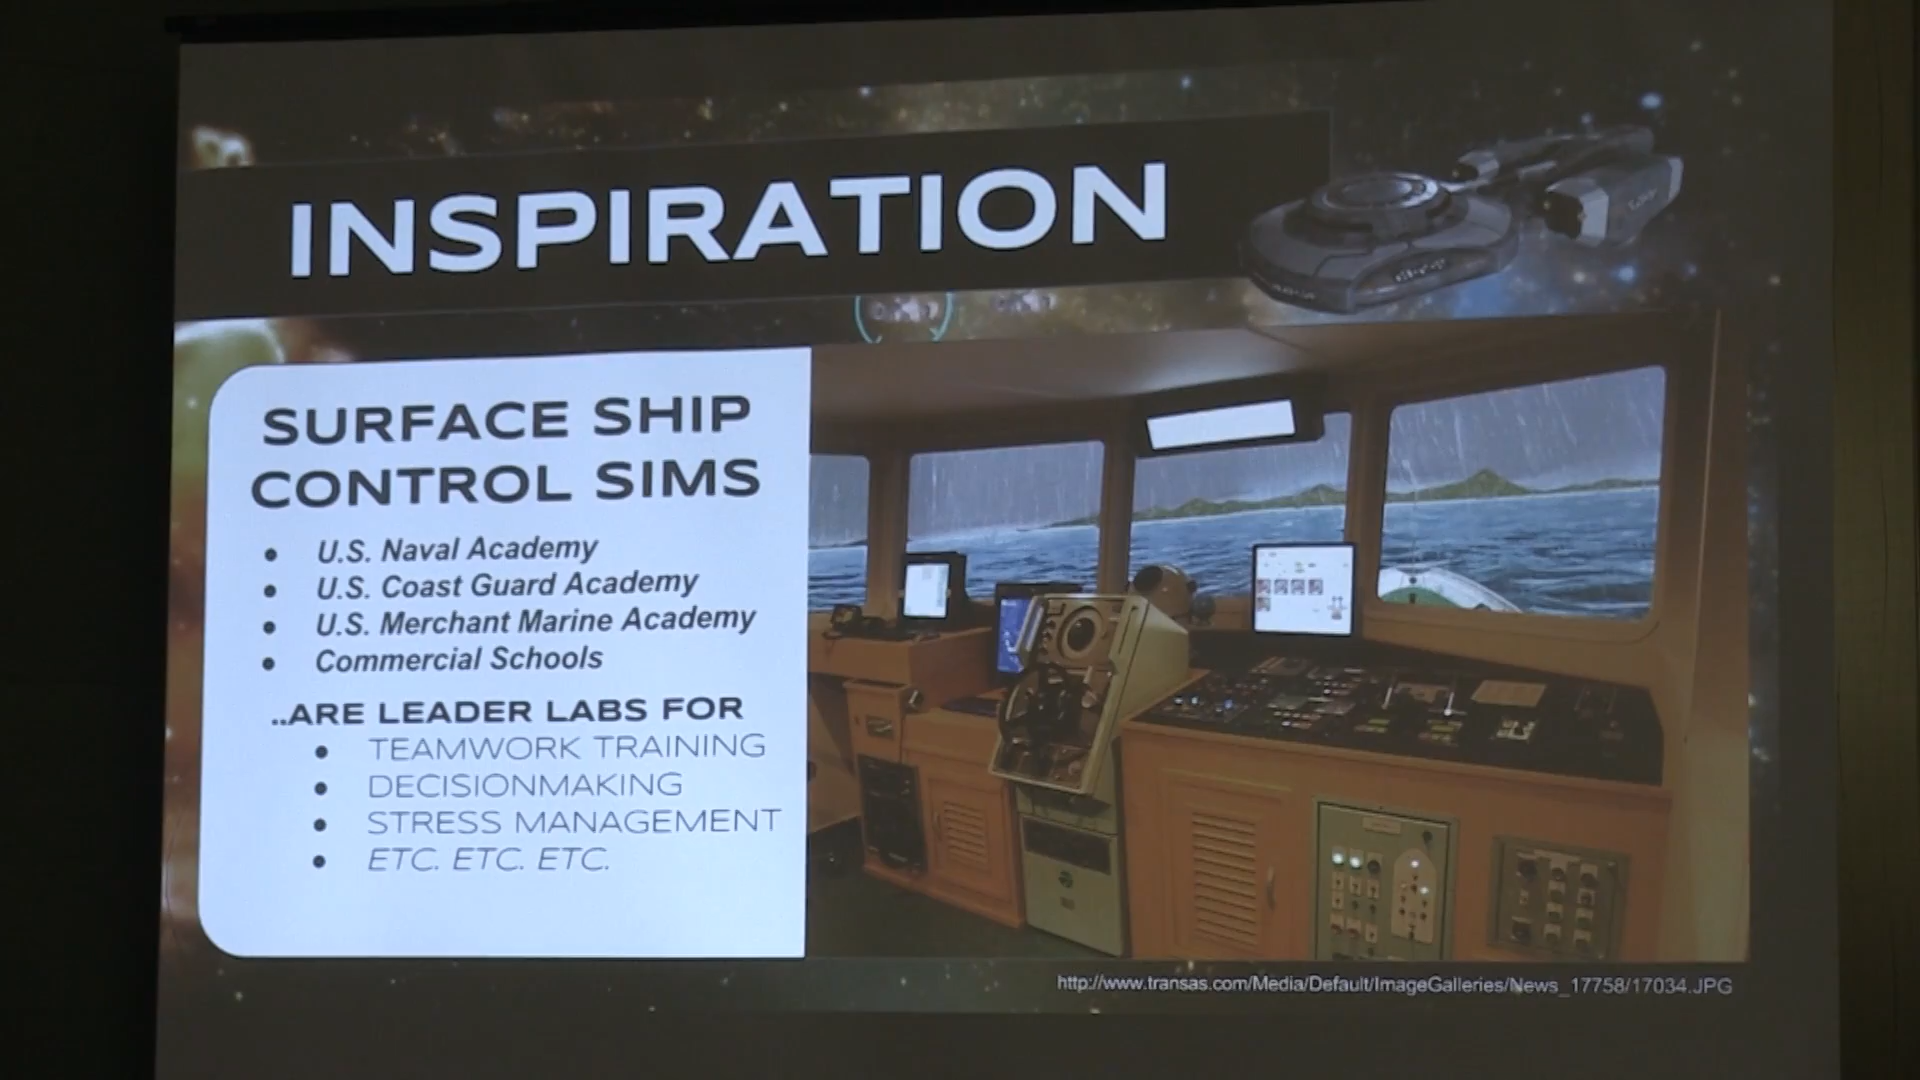 INSPIRATION
SURFACE SHIP
CONTROL SIMS
• U.S. Naval Academy
• U.S. Coast Guard Academy
• U.S. Merchant Marine Academy
• Commercial Schools
..ARE LEADER LABS FOR
• TEAMWORK TRAINING
• DECISIONMAKING
• STRESS MANAGEMENT
• ETC. ETC. ETC.
http://www.transas.com/Media/Default/ImageGalleries/News_17758/17034.JPG